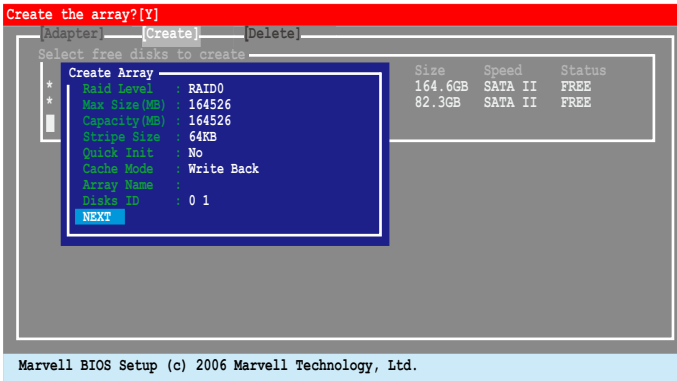 Create the array?[Y]
[Adapter] [Create] [Delete]
Select free disks to create
Size Speed Status
* 164.6GB SATA II FREE
* 82.3GB SATA II FREE
Create Array
Raid Level : RAID0
Max Size(MB) : 164526
Capacity(MB) : 164526
Stripe Size : 64KB
Quick Init : No
Cache Mode : Write Back
Array Name :
Disks ID : 0 1
NEXT
Marvell BIOS Setup (c) 2006 Marvell Technology, Ltd.